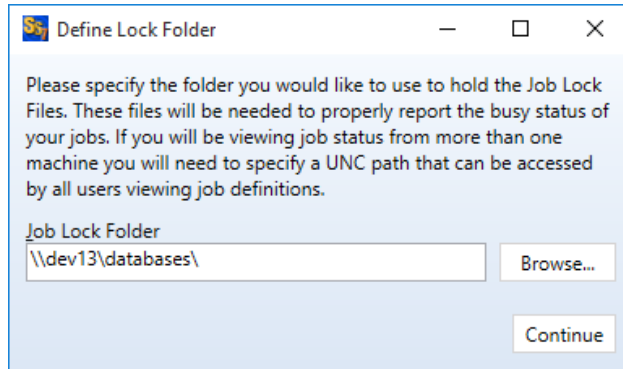 SS7 Define Lock Folder
Please specify the folder you would like to use to hold the Job Lock
Files. These files will be needed to properly report the busy status of
your jobs. If you will be viewing job status from more than one
machine you will need to specify a UNC path that can be accessed
by all users viewing job definitions.
Job Lock Folder
\\dev13\databases\
Browse...
Continue